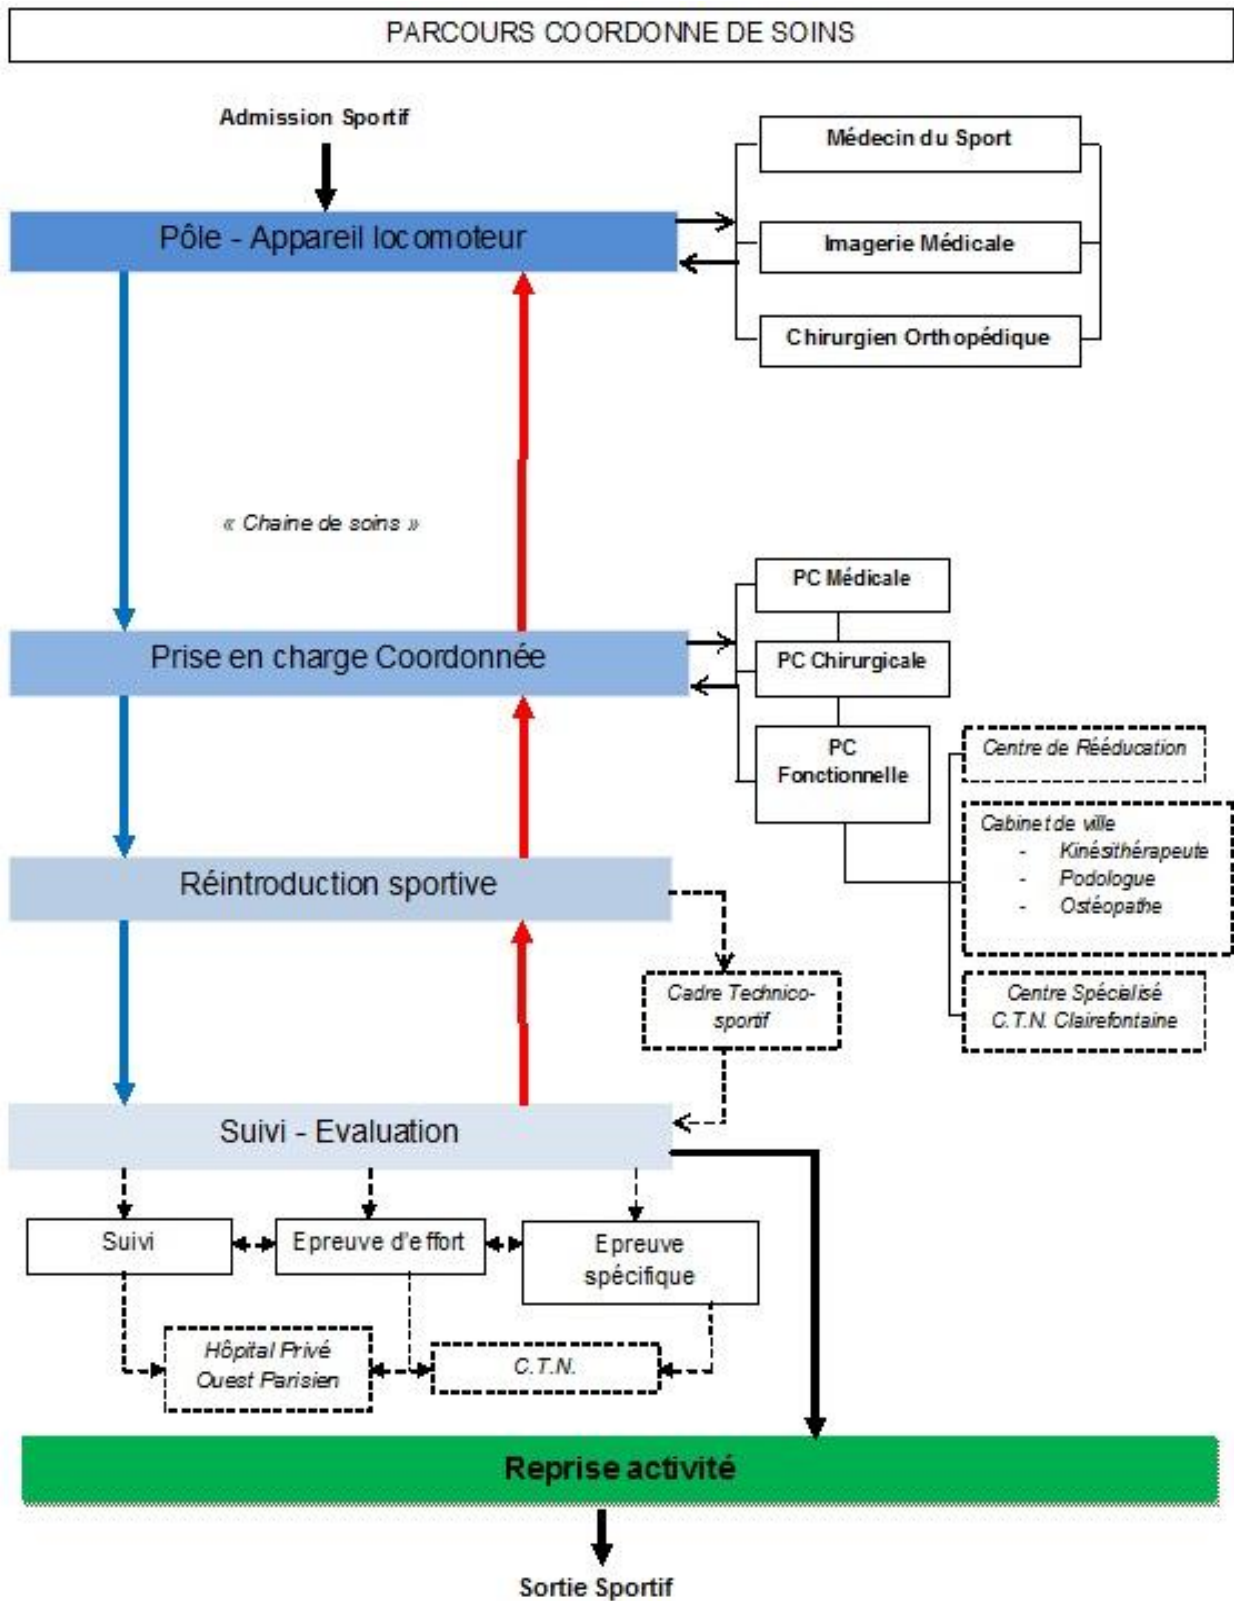 PARCOURS COORDONNE DE SOINS
Admission Sportif
Médecin du Sport
Pôle - Appareil locomoteur
Imagerie Médicale
Chirurgien Orthopédique
« Chaine de soins »
PC Médicale
Prise en charge Coordonnée
PC Chirurgicale
PC
Fonctionnelle
Centre de Rééducation
Cabinet de ville
- Kinésithérapeute
- Podologue
- Ostéopathe
Centre Spécialisé
C.T.N. Clairefontaine
Réintroduction sportive
Cadre Technico-
sportif
Suivi - Evaluation
Suivi
Epreuve d'effort
Epreuve
spécifique
Hôpital Privé
Ouest Parisien
C.T.N.
Reprise activité
Sortie Sportif